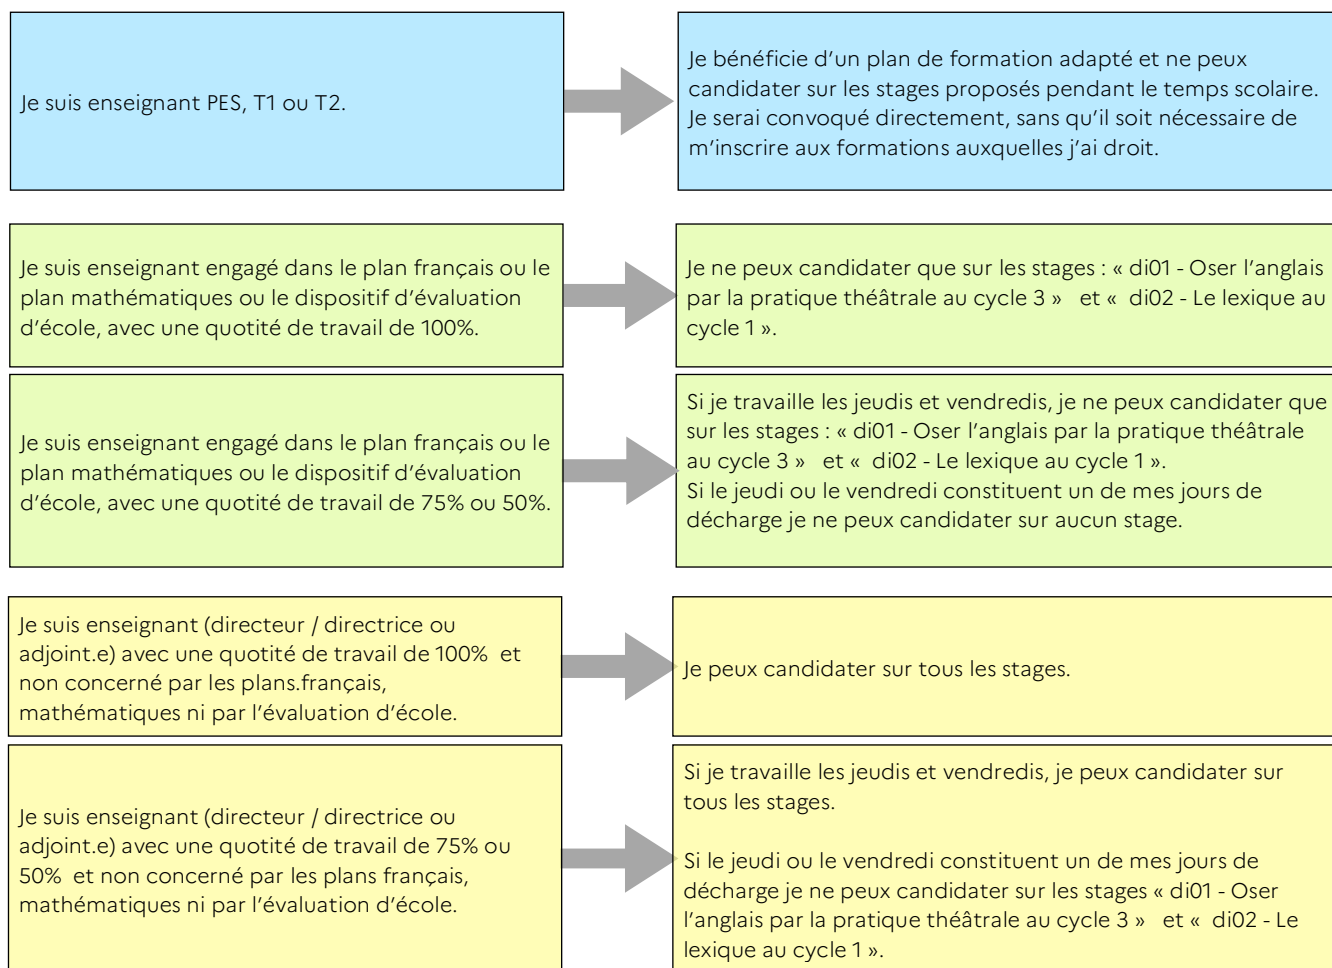 Je suis enseignant PES, T1 ou T2.
Je bénéficie d'un plan de formation adapté et ne peux
candidater sur les stages proposés pendant le temps scolaire.
Je serai convoqué directement, sans qu'il soit nécessaire de
m'inscrire aux formations auxquelles j'ai droit.
Je suis enseignant engagé dans le plan français ou le
plan mathématiques ou le dispositif d'évaluation
d'école, avec une quotité de travail de 100%.
Je ne peux candidater que sur les stages : « di01 - Oser l'anglais
par la pratique théâtrale au cycle 3 » et « di02 - Le lexique au
cycle 1 ».
Je suis enseignant engagé dans le plan français ou le
plan mathématiques ou le dispositif d'évaluation
d'école, avec une quotité de travail de 75% ou 50%.
Si je travaille les jeudis et vendredis, je ne peux candidater que
sur les stages : « di01 - Oser l'anglais par la pratique théâtrale
au cycle 3 » et « di02 - Le lexique au cycle 1 ».
Si le jeudi ou le vendredi constituent un de mes jours de
décharge je ne peux candidater sur aucun stage.
Je suis enseignant (directeur / directrice ou
adjoint.e) avec une quotité de travail de 100% et
non concerné par les plans.français,
mathématiques ni par l'évaluation d'école.
Je peux candidater sur tous les stages.
Je suis enseignant (directeur / directrice ou
adjoint.e) avec une quotité de travail de 75% ou
50% et non concerné par les plans français,
mathématiques ni par l'évaluation d'école.
Si je travaille les jeudis et vendredis, je peux candidater sur
tous les stages.
Si le jeudi ou le vendredi constituent un de mes jours de
décharge je ne peux candidater sur les stages « di01 - Oser
l'anglais par la pratique théâtrale au cycle 3 » et « di02 - Le
lexique au cycle 1 ».